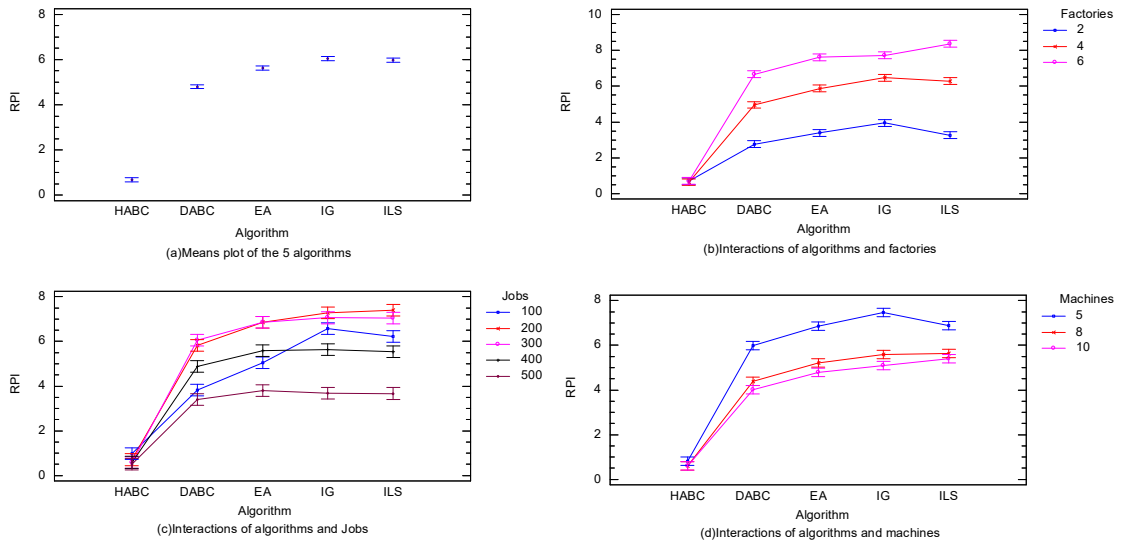 8
6
4
2
0
RPI
HABC DABC EA IG ILS
Algorithm
(a)Means plot of the 5 algorithms
10
8
6
4
2
0
RPI
HABC DABC EA IG ILS
Algorithm
(b)Interactions of algorithms and factories
Factories
2
4
6
8
6
4
2
0
RPI
HABC DABC EA IG ILS
Algorithm
(c)Interactions of algorithms and Jobs
Jobs
100
200
300
400
500
8
6
4
2
0
RPI
HABC DABC EA IG ILS
Algorithm
(d)Interactions of algorithms and machines
Machines
5
8
10